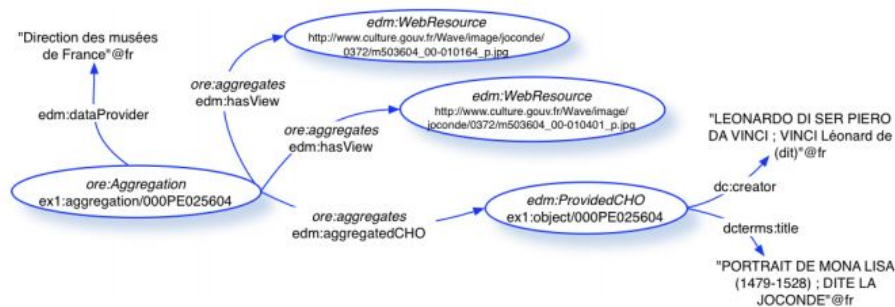 edm:WebResource
http://www.culture.gouv.fr/Wave/image/joconde/
0372/m503604_00-010164_p.jpg
"Direction des musées
de France"@fr
ore:aggregates
edm:hasView
edm:dataProvider
edm:WebResource
http://www.culture.gouv.fr/Wave/image/
joconde/0372/m503604_00-010401_p.jpg
ore:aggregates
edm:hasView
"LEONARDO DI SER PIERO
DA VINCI ; VINCI Léonard de
(dit)"@fr
ore:Aggregation
ex1:aggregation/000PE025604
dc:creator
edm:ProvidedCHO
ex1:object/000PE025604
ore:aggregates
edm:aggregatedCHO
dcterms:title
"PORTRAIT DE MONA LISA
(1479-1528) ; DITE LA
JOCONDE"@fr